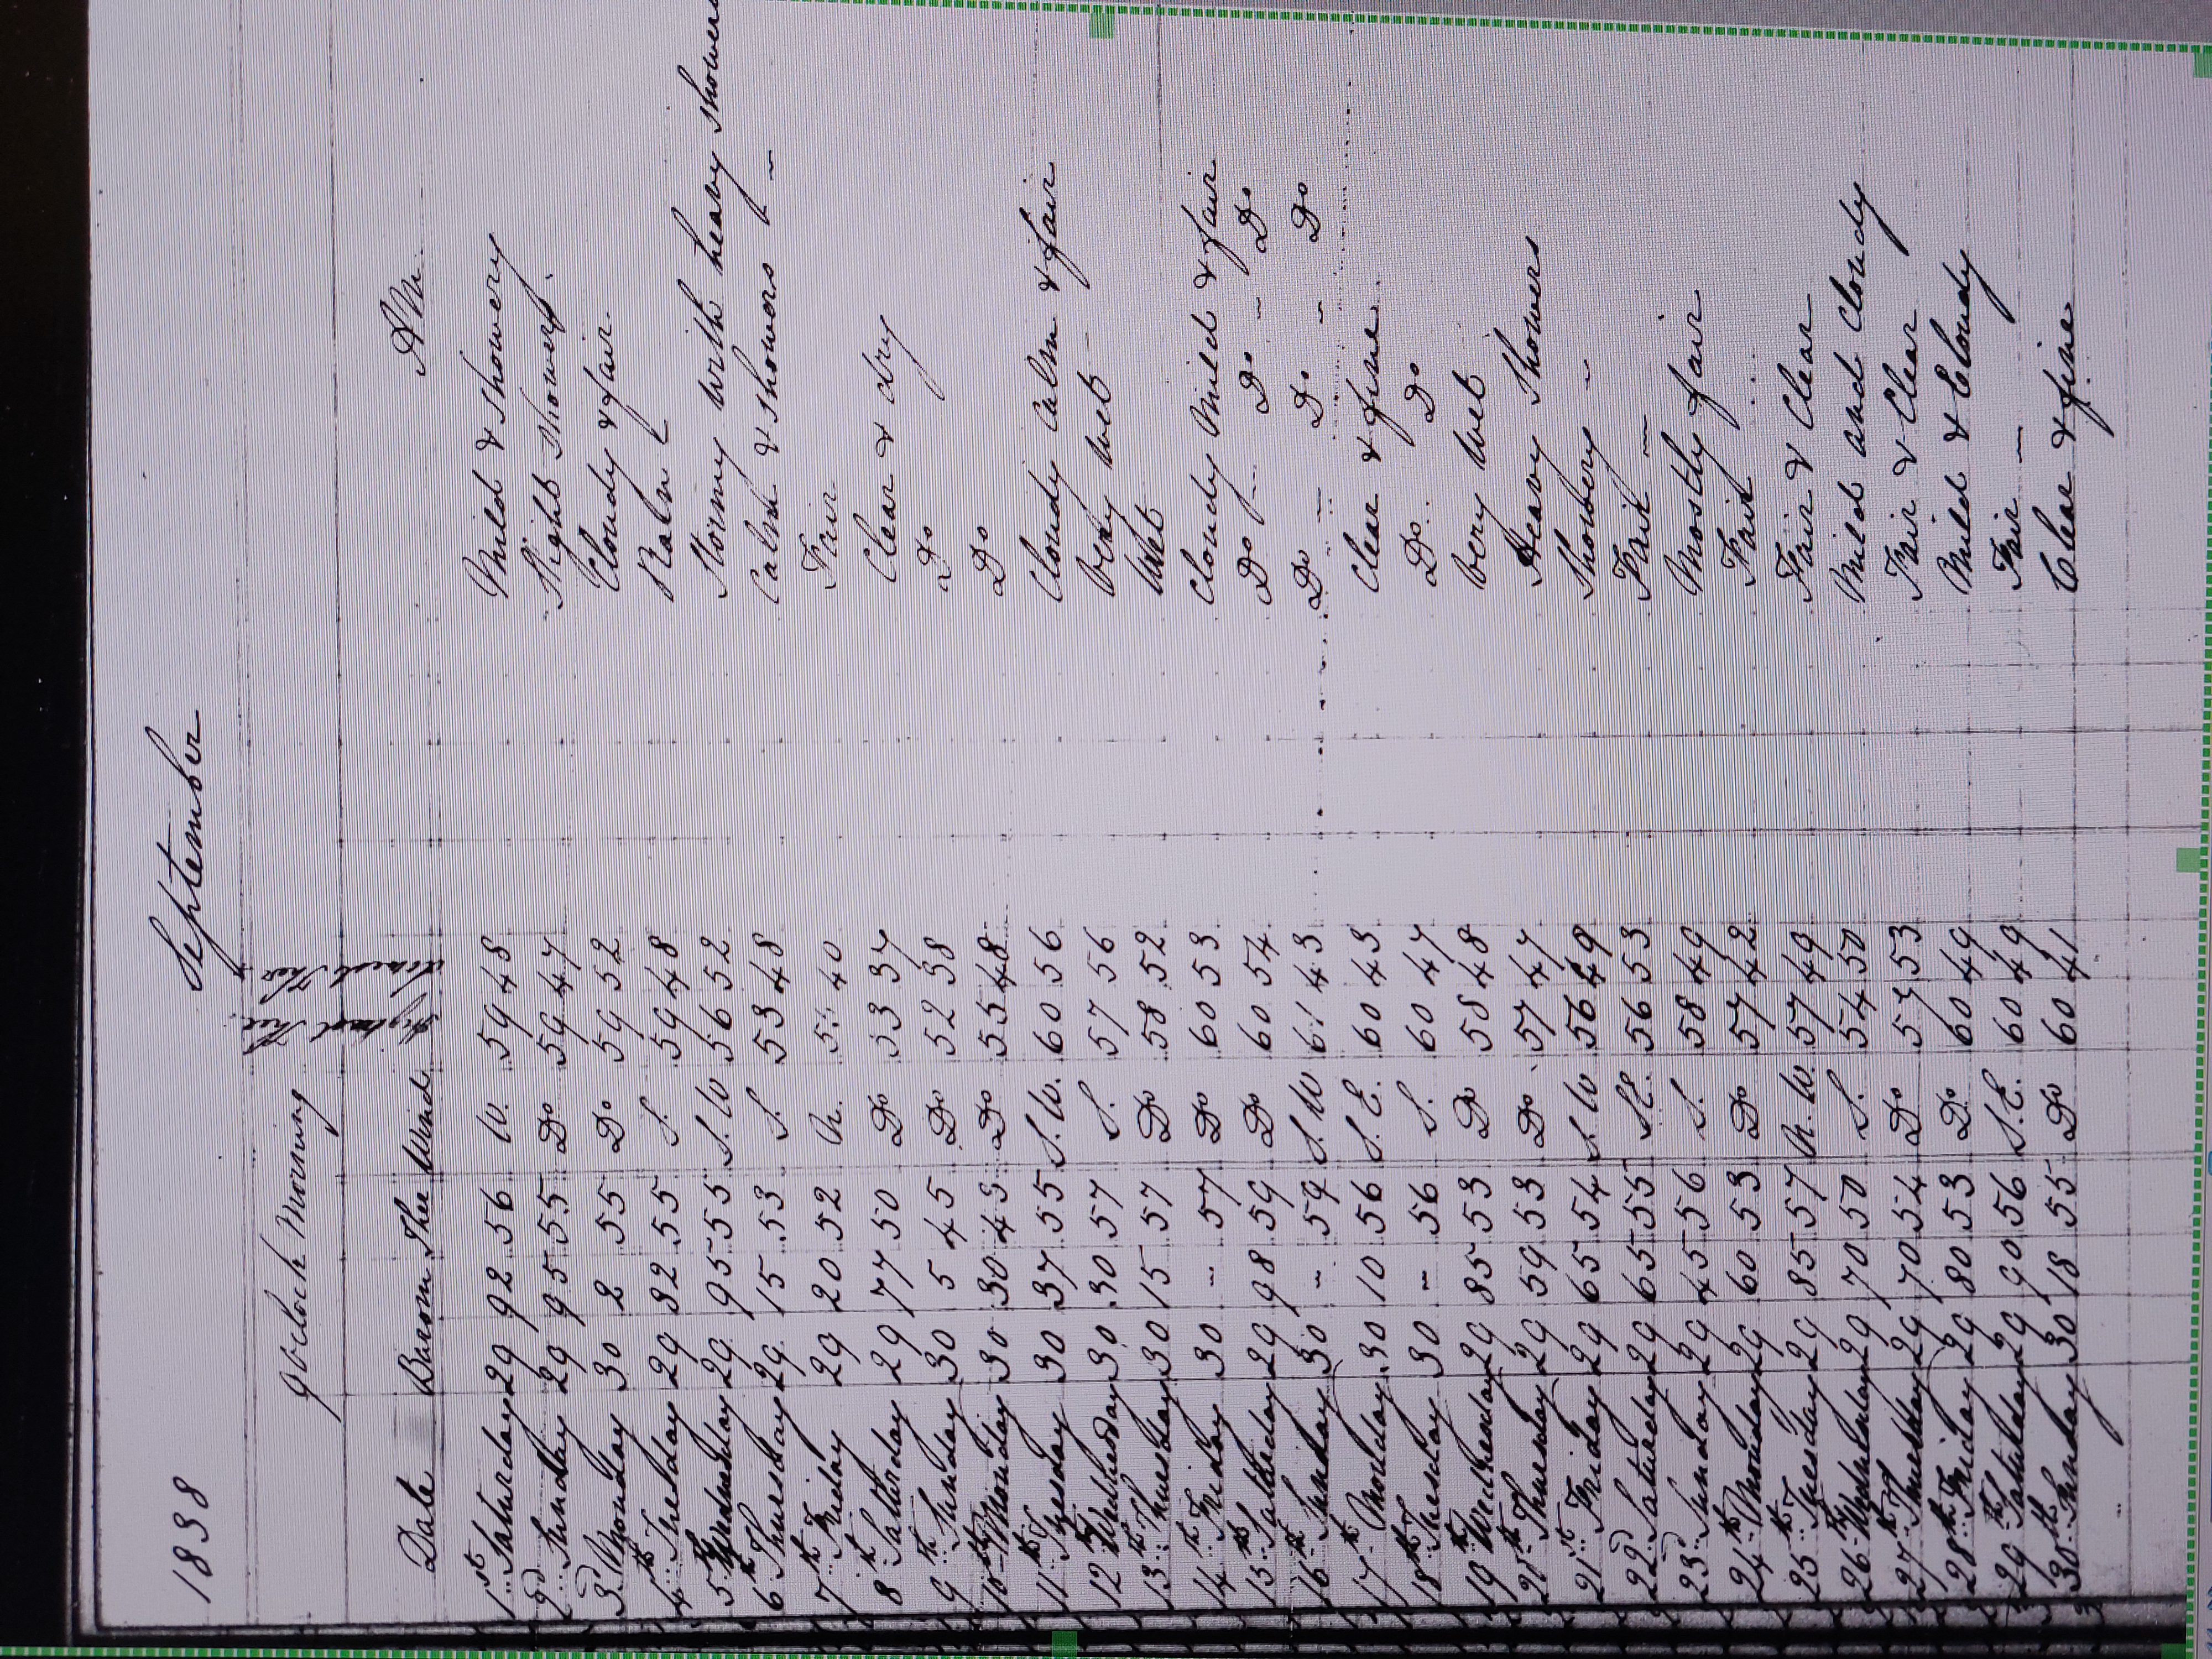 1838 September
9 oclock Morning
Highest Ther.
Lowest Ther.
Date Barom Ther Wind A.M.
1st Saturday 29 92 56 W. 59 48 Mild & Showery
2d Sunday 29 95 55 Do 59 47 Slight Showers.
3d Monday 30 2 55 Do 59 52 Cloudy & fair.
4th Tuesday 29 82 55 S. 59 48 Rain
5th Wednesday 29 95 55 S.W 56 52 Stormy With heavy Showers
6th Thursday 29 15 53 S. 53 48 Calm & Showers - -
7th Friday 29 20 52 N. 40 Fair
8th Saturday 29 77 50 Do 53 37 Clear & dry
9th Sunday 30 5 45 Do 52 38 Do
10th Monday 30 30 43 Do 55 48 Do
11th Tuesday 30 37 55 S.W. 60 56 Cloudy Calm & fair
12th Wednesday 30 30 57 S. 57 56 Very Wet
13th Thursday 30 15 57 Do 58 52 Wet
14th Friday 30 - 57 Do 60 53 Cloudy Mild & fair
15th Saturday 29 98 59 Do 60 54 Do - Do - Do
16th Sunday 30 - 59 S.W 61 43 Do - Do - Do
17th Monday 30 10 56 S.E. 60 43 Clear & fine
18th Tuesday 30 - 56 S. 60 47 Do Do
19th Wednesday 29 85 53 Do 58 48 Very Wet
20th Thursday 29 59 53 Do 57 47 Heavy Showers
21st Friday 29 65 54 S.W 56 49 Showery -
22d Saturday 29 65 55 S.E. 56 53 Fair -
23d Sunday 29 45 56 S. 58 49 Mostly fair
24th Monday 29 60 53 Do 57 42 Fair
25th Tuesday 29 85 57 N.W. 57 49 Fair & Clear
26th Wednesday 29 70 50 S. 54 50 Mild and Cloudy
27th Thursday 29 70 54 Do 57 53 Fair & Clear
28th Friday 29 80 53 Do 60 49 Mild & Cloudy
29th Saturday 29 90 56 S.E. 60 49 Fair -
30th Sunday 30 18 55 Do 60 41 Clear & fine